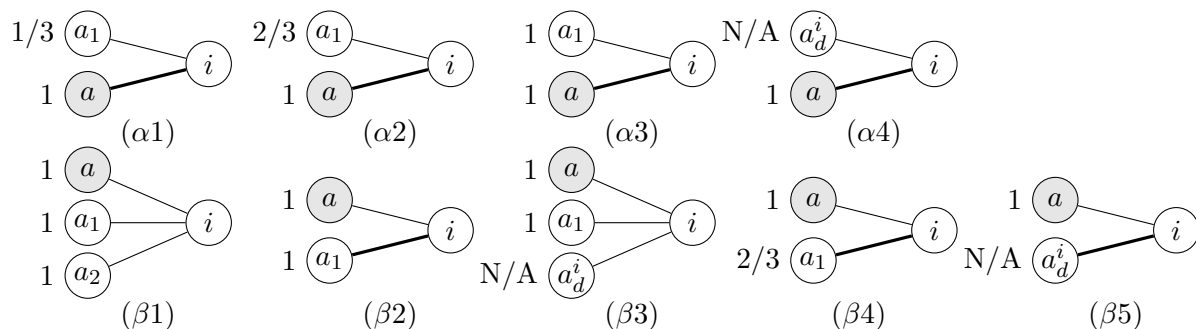 1/3 a₁ i 2/3 a₁ i 1 a₁ i N/A aᵢ_d i
1 a 1 a 1 a 1 a
(α1) (α2) (α3) (α4)
1 a 1 a
1 a₁ i 1 a i 1 a₁ i 1 a i 1 a i
1 a₂ 1 a₁ N/A a_d^i 2/3 a₁ N/A a_d^i
(β1) (β2) (β3) (β4) (β5)